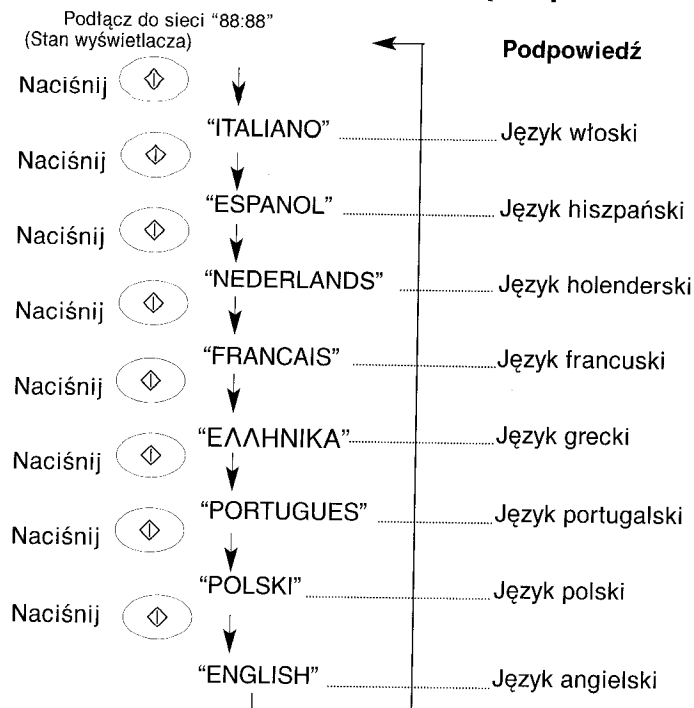 Podłącz do sieci “88:88”
(Stan wyświetlacza)
Podpowiedź
Naciśnij
“ITALIANO” Język włoski
Naciśnij
“ESPANOL” Język hiszpański
Naciśnij
“NEDERLANDS” Język holenderski
Naciśnij
“FRANCAIS” Język francuski
Naciśnij
“ΕΛΛΗΝΙΚΑ” Język grecki
Naciśnij
“PORTUGUES” Język portugalski
Naciśnij
“POLSKI” Język polski
Naciśnij
“ENGLISH” Język angielski